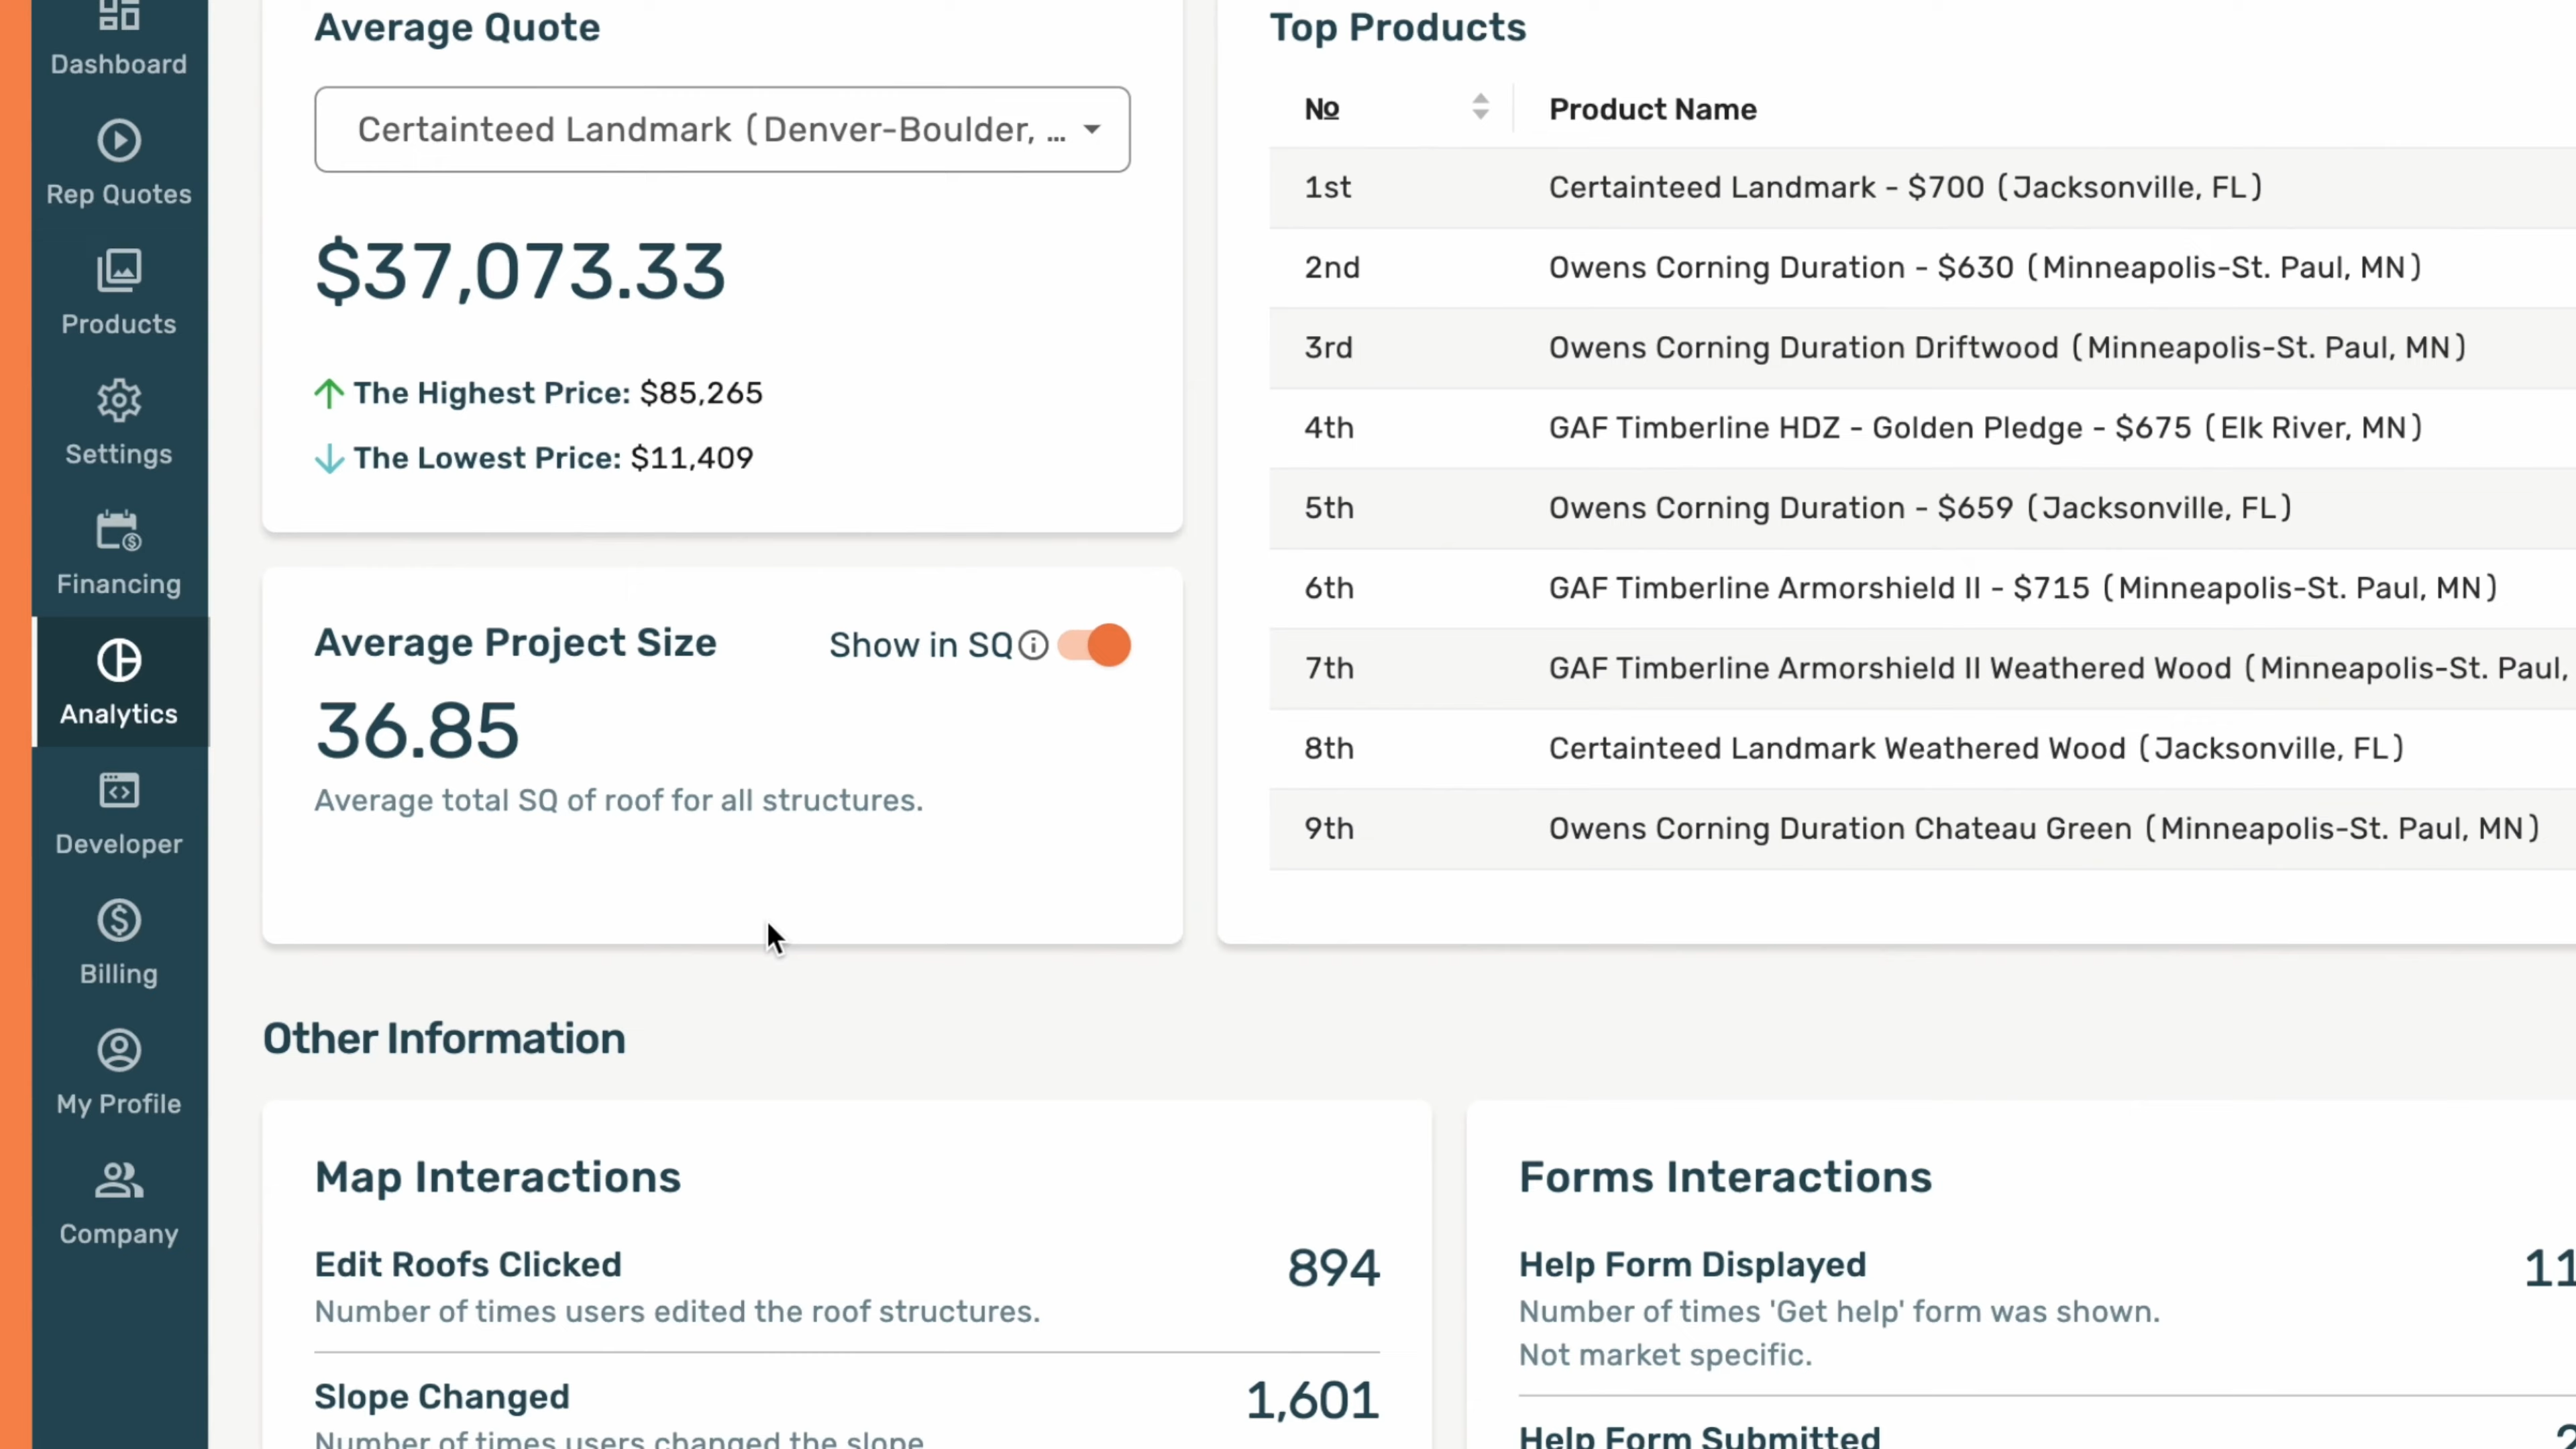 Dashboard
Rep Quotes
Products
Settings
Financing
Analytics
Developer
Billing
My Profile
Company
Average Quote
Certainteed Landmark (Denver-Boulder, ...
$37,073.33
The Highest Price: $85,265
The Lowest Price: $11,409
Average Project Size
Show in SQ
36.85
Average total SQ of roof for all structures.
Top Products
№ Product Name
1st Certainteed Landmark - $700 (Jacksonville, FL)
2nd Owens Corning Duration - $630 (Minneapolis-St. Paul, MN)
3rd Owens Corning Duration Driftwood (Minneapolis-St. Paul, MN)
4th GAF Timberline HDZ - Golden Pledge - $675 (Elk River, MN)
5th Owens Corning Duration - $659 (Jacksonville, FL)
6th GAF Timberline Armorshield II - $715 (Minneapolis-St. Paul, MN)
7th GAF Timberline Armorshield II Weathered Wood (Minneapolis-St. Paul,
8th Certainteed Landmark Weathered Wood (Jacksonville, FL)
9th Owens Corning Duration Chateau Green (Minneapolis-St. Paul, MN)
Other Information
Map Interactions
Edit Roofs Clicked 894
Number of times users edited the roof structures.
Slope Changed 1,601
Number of times users changed the slope
Forms Interactions
Help Form Displayed
Number of times 'Get help' form was shown.
Not market specific.
Help Form Submitted